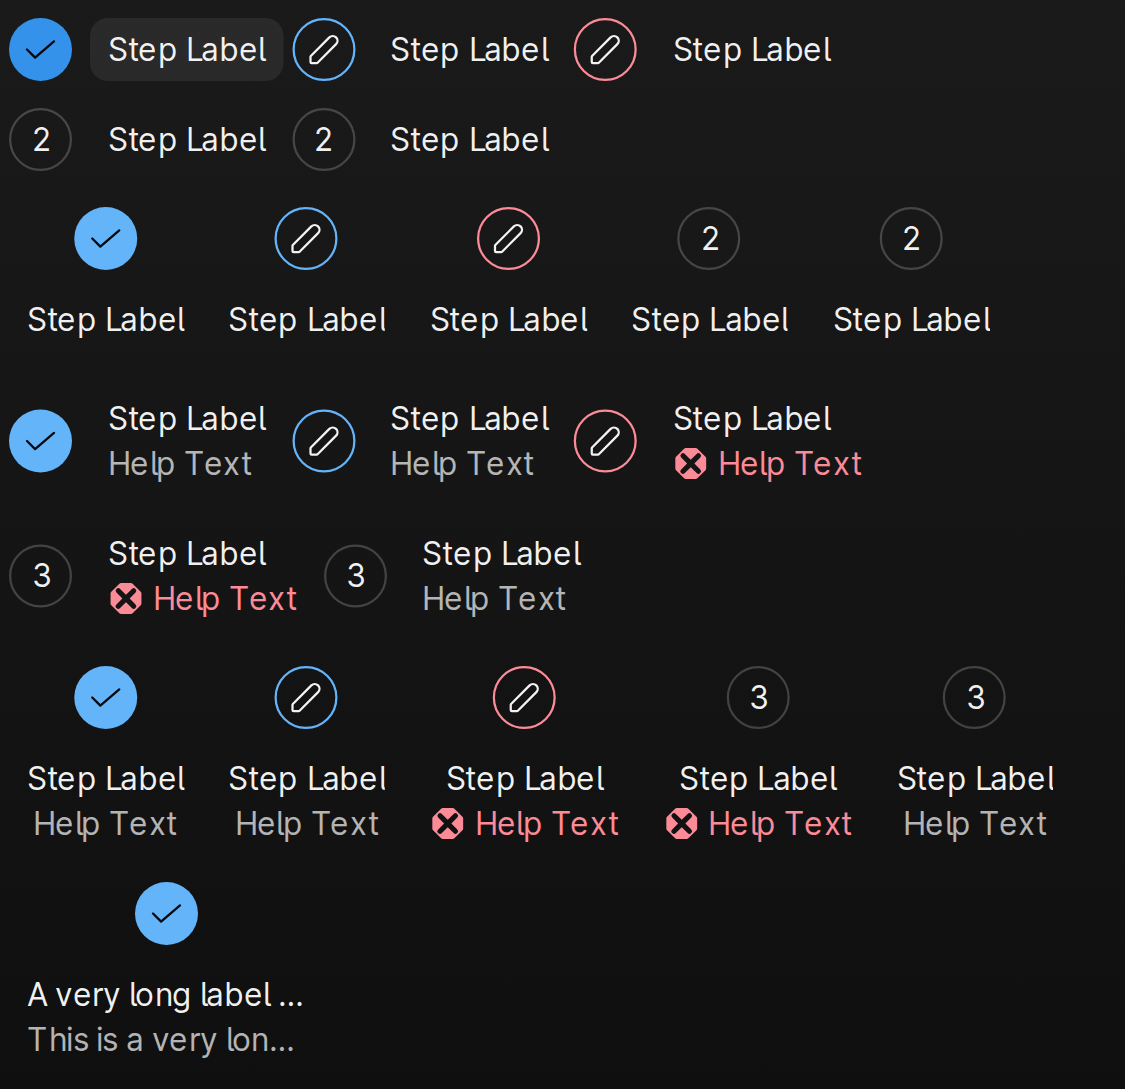 Step Label Step Label Step Label
2 Step Label 2 Step Label
2 2
Step Label Step Label Step Label Step Label Step Label
Step Label Step Label Step Label
Help Text Help Text Help Text
3 Step Label 3 Step Label
Help Text Help Text
3 3
Step Label Step Label Step Label Step Label Step Label
Help Text Help Text Help Text Help Text Help Text
A very long label ...
This is a very lon...